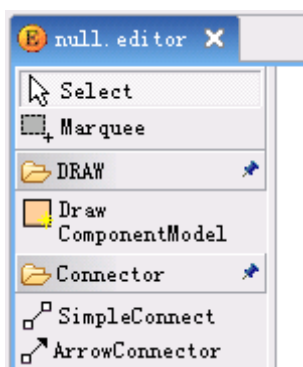 E null.editor
Select
Marquee
DRAW
Draw
ComponentModel
Connector
SimpleConnect
ArrowConnector